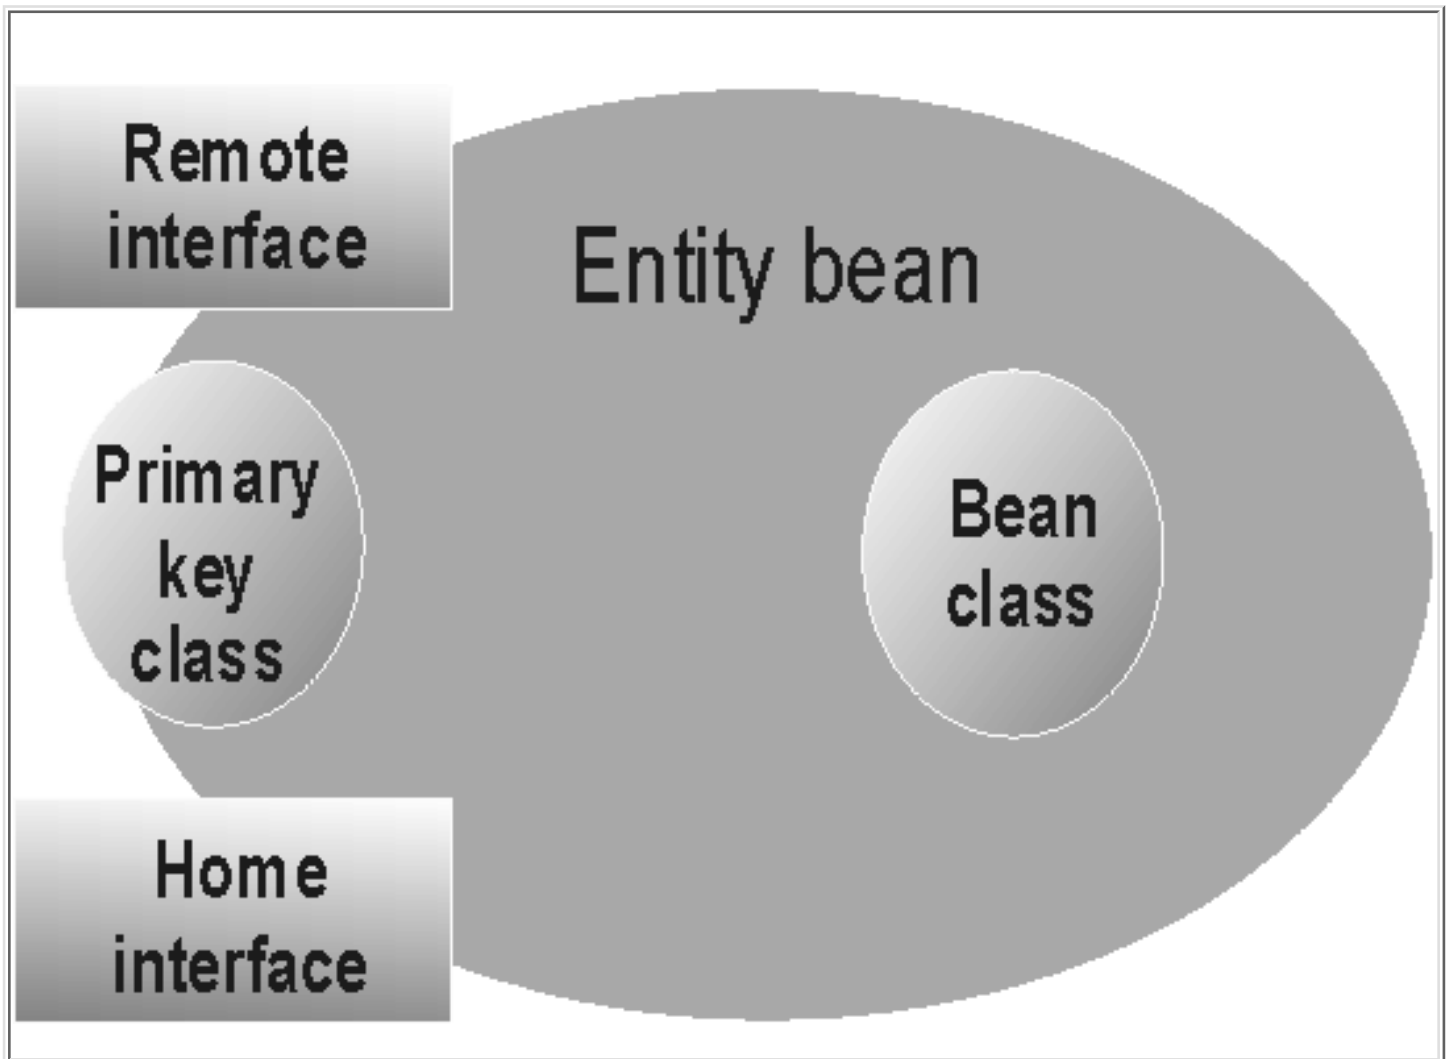 Remote
interface
Entity bean
Primary
key
class
Bean
class
Home
interface